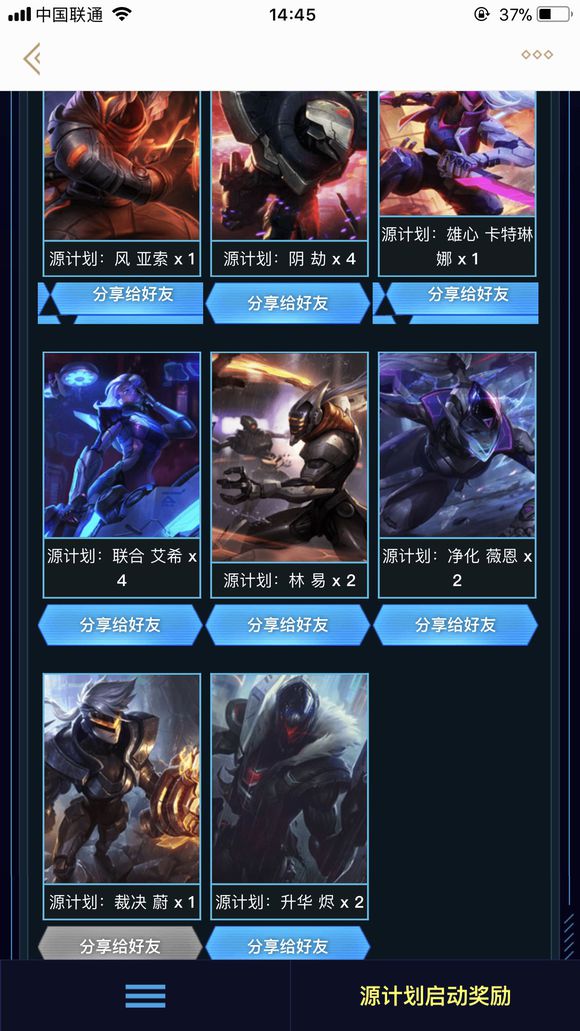 中国联通
14:45
37%
源计划：风 亚索 x 1
源计划：阴 劫 x 4
源计划：雄心 卡特琳
娜 x 1
分享给好友
分享给好友
分享给好友
源计划：联合 艾希 x
4
源计划：林 易 x 2
源计划：净化 薇恩 x
2
分享给好友
分享给好友
分享给好友
源计划：裁决 蔚 x 1
源计划：升华 烬 x 2
分享给好友
分享给好友
源计划启动奖励